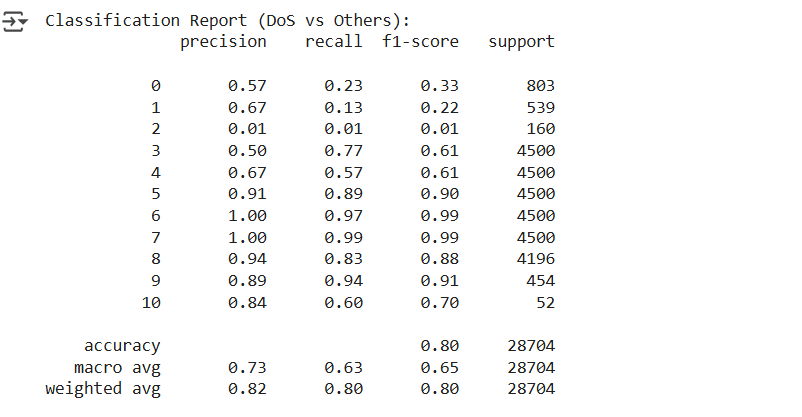 Classification Report (DoS vs Others):
precision recall f1-score support
0 0.57 0.23 0.33 803
1 0.67 0.13 0.22 539
2 0.01 0.01 0.01 160
3 0.50 0.77 0.61 4500
4 0.67 0.57 0.61 4500
5 0.91 0.89 0.90 4500
6 1.00 0.97 0.99 4500
7 1.00 0.99 0.99 4500
8 0.94 0.83 0.88 4196
9 0.89 0.94 0.91 454
10 0.84 0.60 0.70 52
accuracy 0.80 28704
macro avg 0.73 0.63 0.65 28704
weighted avg 0.82 0.80 0.80 28704